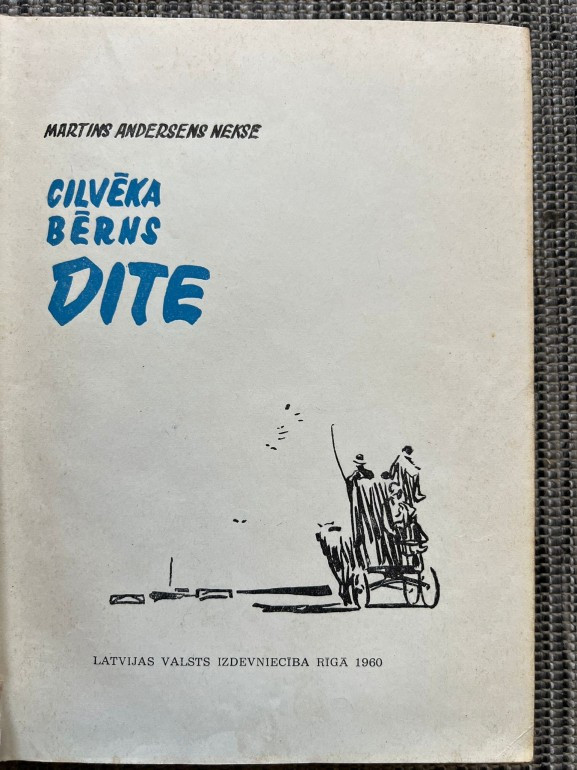 MARTINS ANDERSENS NEKSE
CILVĒKA
BĒRNS
DITE
LATVIJAS VALSTS IZDEVNIECĪBA RĪGĀ 1960